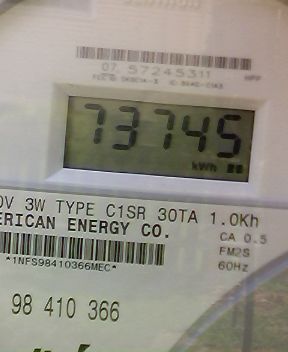 07 57245311 HPP
73745
kWh
0V 3W TYPE C1SR 30TA 1.0Kh
ERICAN ENERGY CO.
CA 0.5
FM2S
*1NFS98410366MEC*
60Hz
98 410 366